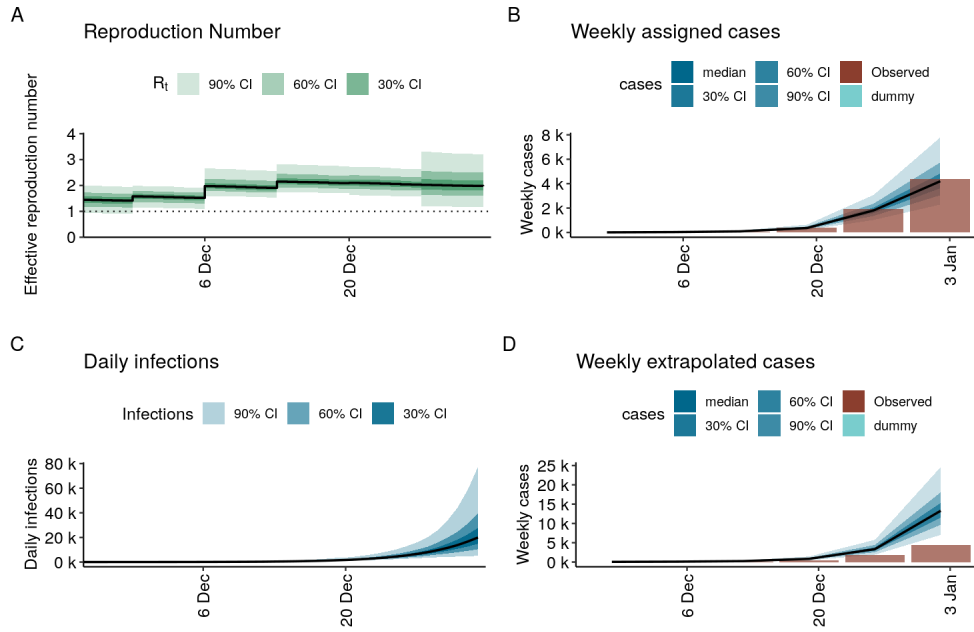 A
Reproduction Number
Rt 90% CI 60% CI 30% CI
Effective reproduction number
4
3
2
1
0
6 Dec
20 Dec
B
Weekly assigned cases
cases
median 60% CI Observed
30% CI 90% CI dummy
Weekly cases
8 k
6 k
4 k
2 k
0 k
6 Dec
20 Dec
3 Jan
C
Daily infections
Infections 90% CI 60% CI 30% CI
Daily infections
80 k
60 k
40 k
20 k
0 k
6 Dec
20 Dec
D
Weekly extrapolated cases
cases
median 60% CI Observed
30% CI 90% CI dummy
Weekly cases
25 k
20 k
15 k
10 k
5 k
0 k
6 Dec
20 Dec
3 Jan